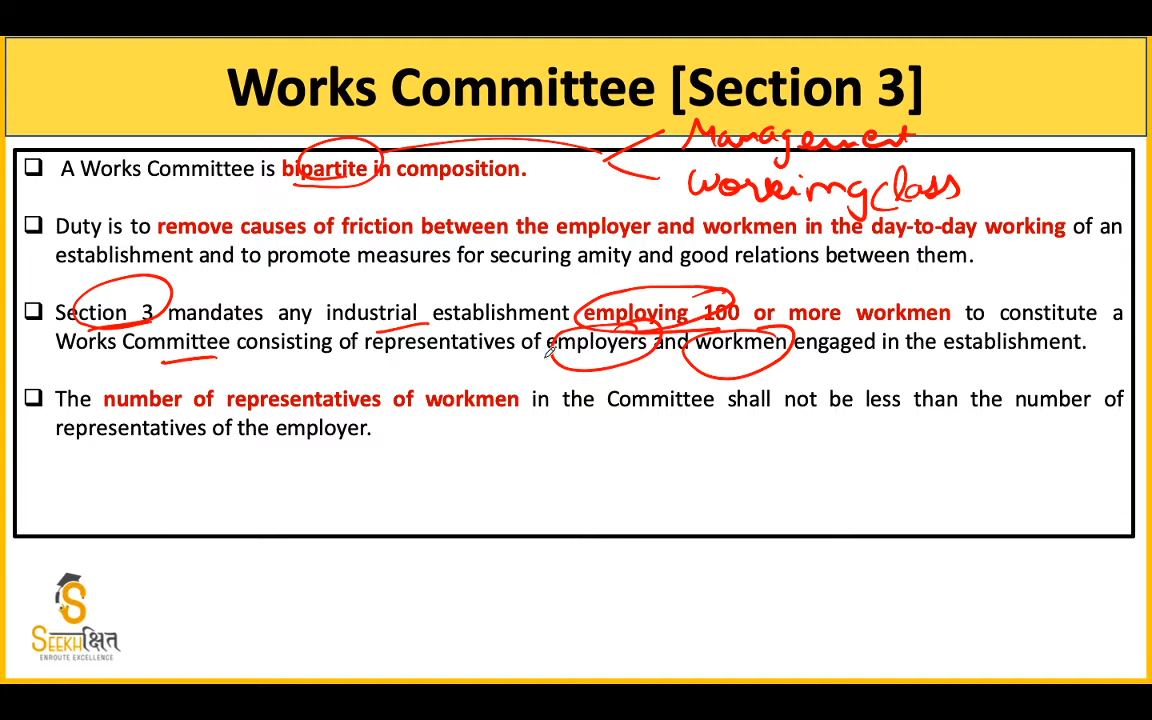 Works Committee [Section 3]
Management
❑ A Works Committee is bipartite in composition.
Working class
❑ Duty is to remove causes of friction between the employer and workmen in the day-to-day working of an
establishment and to promote measures for securing amity and good relations between them.
❑ Section 3 mandates any industrial establishment employing 100 or more workmen to constitute a
Works Committee consisting of representatives of employers and workmen engaged in the establishment.
❑ The number of representatives of workmen in the Committee shall not be less than the number of
representatives of the employer.
S
SEEKHक्षित
ENROUTE EXCELLENCE